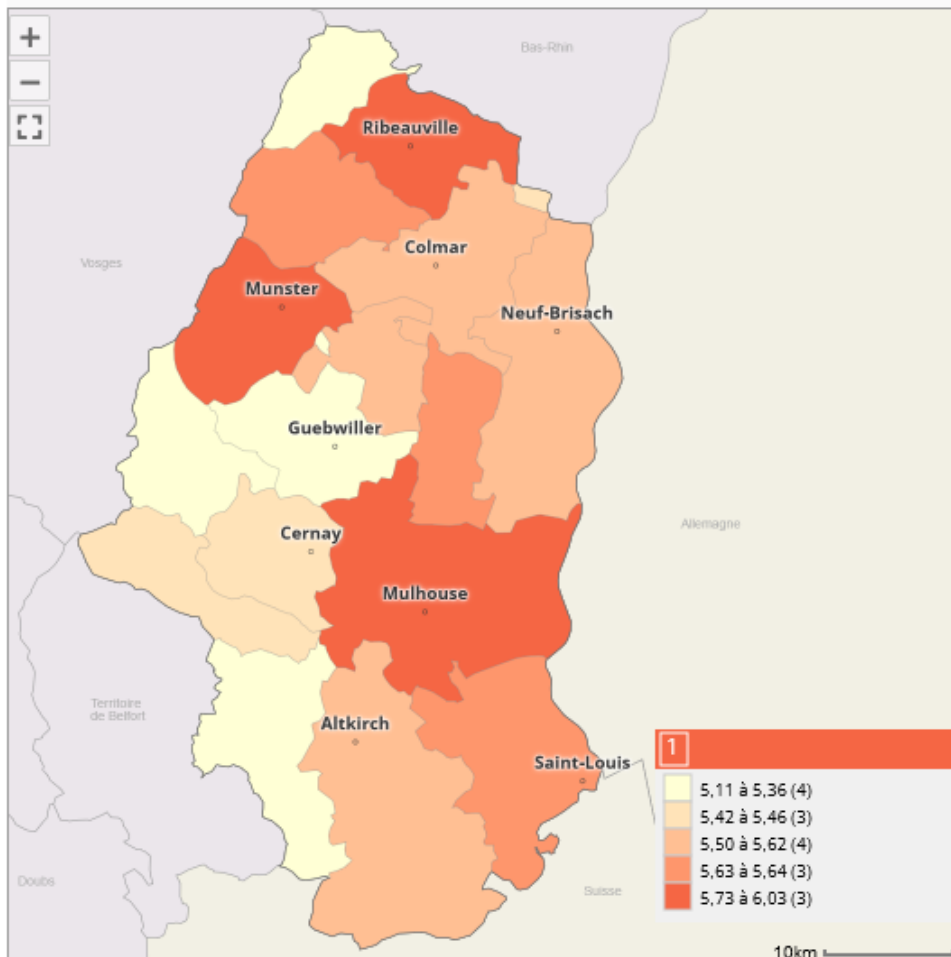 +
−
Bas-Rhin
Ribeauville
Colmar
Vosges
Munster
Neuf-Brisach
Guebwiller
Allemagne
Cernay
Mulhouse
Territoire
de Belfort
Altkirch
Saint-Louis
1
5,11 à 5,36 (4)
5,42 à 5,46 (3)
5,50 à 5,62 (4)
5,63 à 5,64 (3)
5,73 à 6,03 (3)
Doubs
Suisse
10km